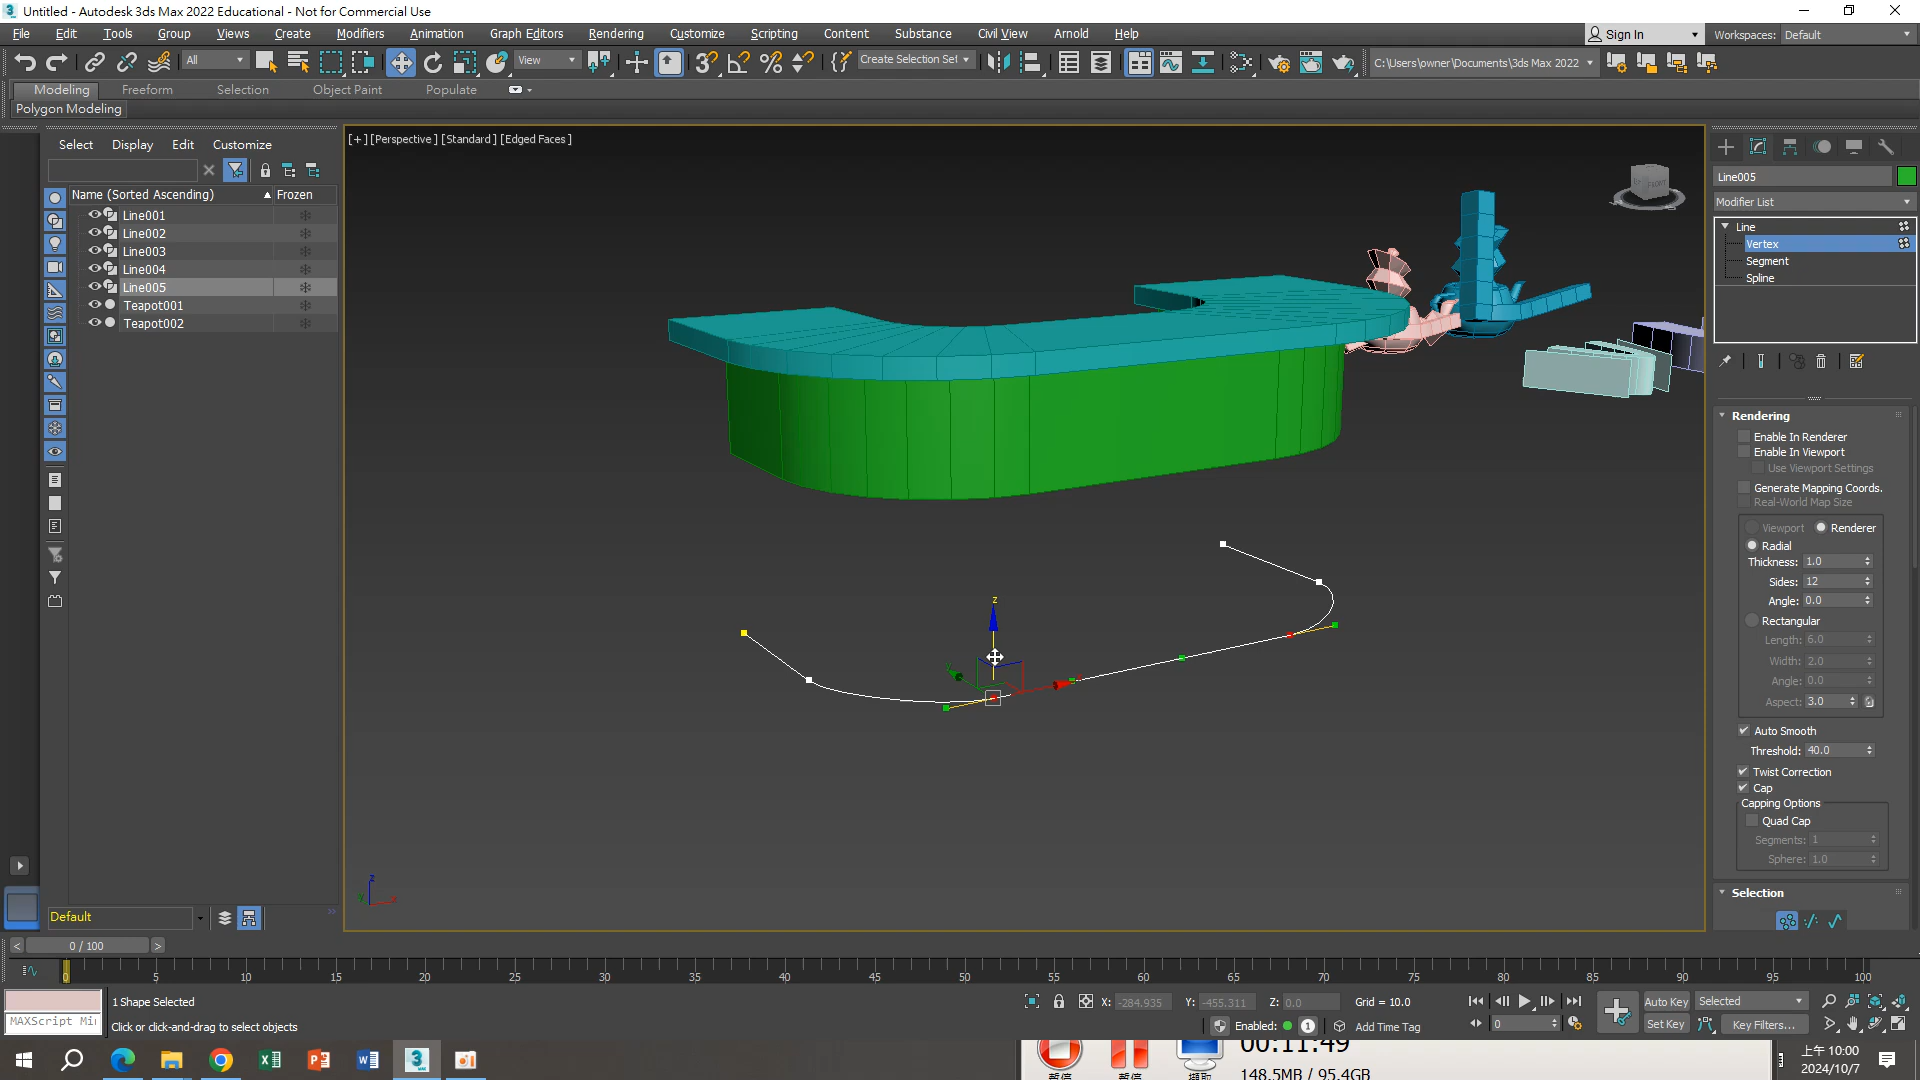 Untitled - Autodesk 3ds Max 2022 Educational - Not for Commercial Use
File Edit Tools Group Views Create Modifiers Animation Graph Editors Rendering Customize Scripting Content Substance Civil View Arnold Help
Sign In
Workspaces: Default
All
View
Create Selection Set
C:\Users\owner\Documents\3ds Max 2022
Modeling Freeform Selection Object Paint Populate
Polygon Modeling
Select Display Edit Customize
Name (Sorted Ascending) Frozen
Line001
Line002
Line003
Line004
Line005
Teapot001
Teapot002
Default
[+] [Perspective] [Standard] [Edged Faces]
z
z
Line005
Modifier List
Line
Vertex
Segment
Spline
Rendering
Enable In Renderer
Enable In Viewport
Use Viewport Settings
Generate Mapping Coords.
Real-World Map Size
Viewport Renderer
Radial
Thickness: 1.0
Sides: 12
Angle: 0.0
Rectangular
Length: 6.0
Width: 2.0
Angle: 0.0
Aspect: 3.0
Auto Smooth
Threshold: 40.0
Twist Correction
Cap
Capping Options
Quad Cap
Segments: 1
Sphere: 1.0
Selection
< 0 / 100 >
0 5 10 15 20 25 30 35 40 45 50 55 60 65 70 75 80 85 90 95 100
1 Shape Selected
Click or click-and-drag to select objects
X: -284.935 Y: -455.311 Z: 0.0 Grid = 10.0
Enabled: 1 Add Time Tag
0
Auto Key Selected
Set Key Key Filters...
00:11:49
148.5MB / 95.4GB
上午 10:00
2024/10/7